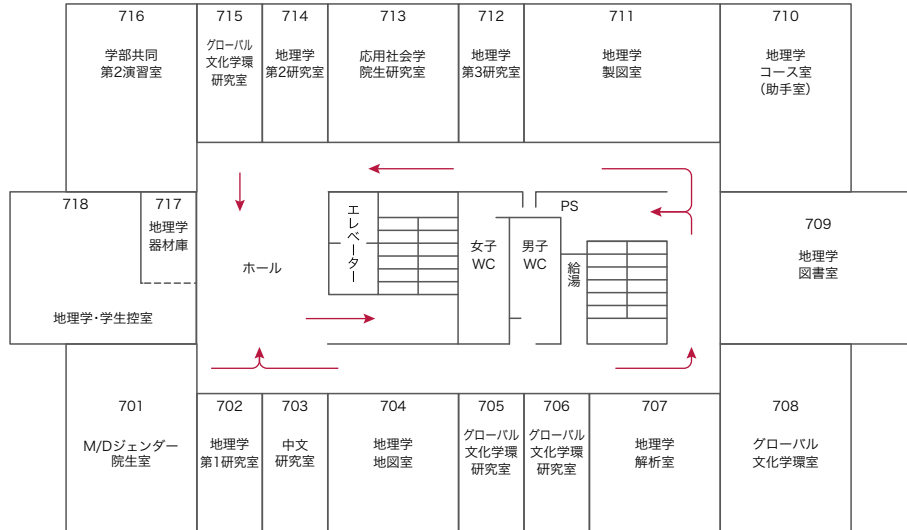 716
学部共同
第2演習室
715
グローバル
文化学環
研究室
714
地理学
第2研究室
713
応用社会学
院生研究室
712
地理学
第3研究室
711
地理学
製図室
710
地理学
コース室
（助手室）
718
地理学・学生控室
717
地理学
器材庫
ホール
エレベーター
女子
WC
男子
WC
PS
給湯
709
地理学
図書室
701
M/Dジェンダー
院生室
702
地理学
第1研究室
703
中文
研究室
704
地理学
地図室
705
グローバル
文化学環
研究室
706
グローバル
文化学環
研究室
707
地理学
解析室
708
グローバル
文化学環室